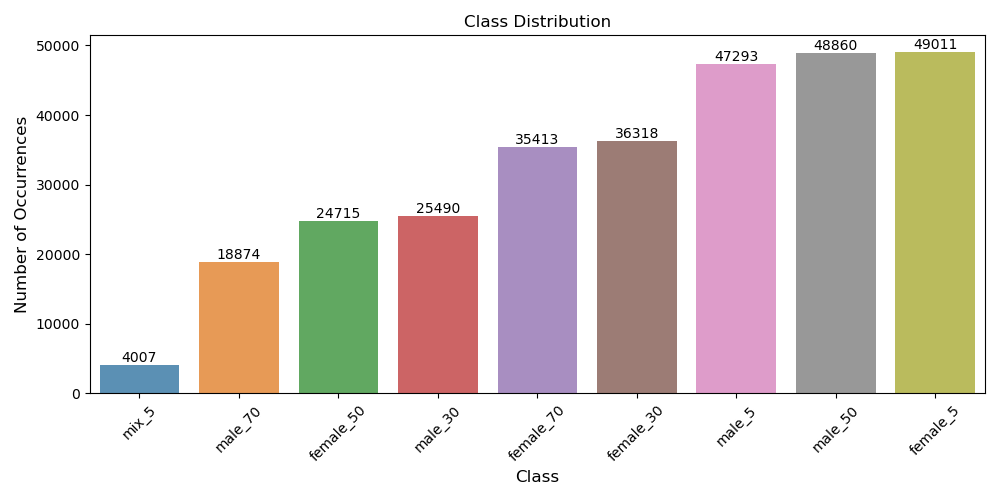 Class Distribution
Number of Occurrences
50000
40000
30000
20000
10000
0
4007
18874
24715
25490
35413
36318
47293
48860
49011
mix_5
male_70
female_50
male_30
female_70
female_30
male_5
male_50
female_5
Class